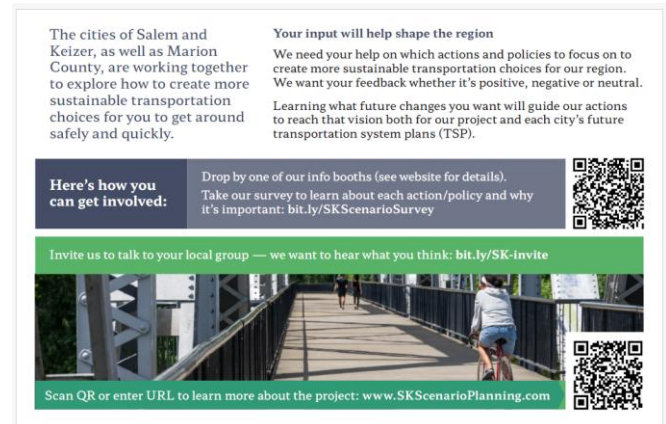 The cities of Salem and
Keizer, as well as Marion
County, are working together
to explore how to create more
sustainable transportation
choices for you to get around
safely and quickly.
Your input will help shape the region
We need your help on which actions and policies to focus on to
create more sustainable transportation choices for our region.
We want your feedback whether it's positive, negative or neutral.
Learning what future changes you want will guide our actions
to reach that vision both for our project and each city's future
transportation system plans (TSP).
Here's how you
can get involved:
Drop by one of our info booths (see website for details).
Take our survey to learn about each action/policy and why
it's important: bit.ly/SKScenarioSurvey
Invite us to talk to your local group — we want to hear what you think: bit.ly/SK-invite
Scan QR or enter URL to learn more about the project: www.SKScenarioPlanning.com